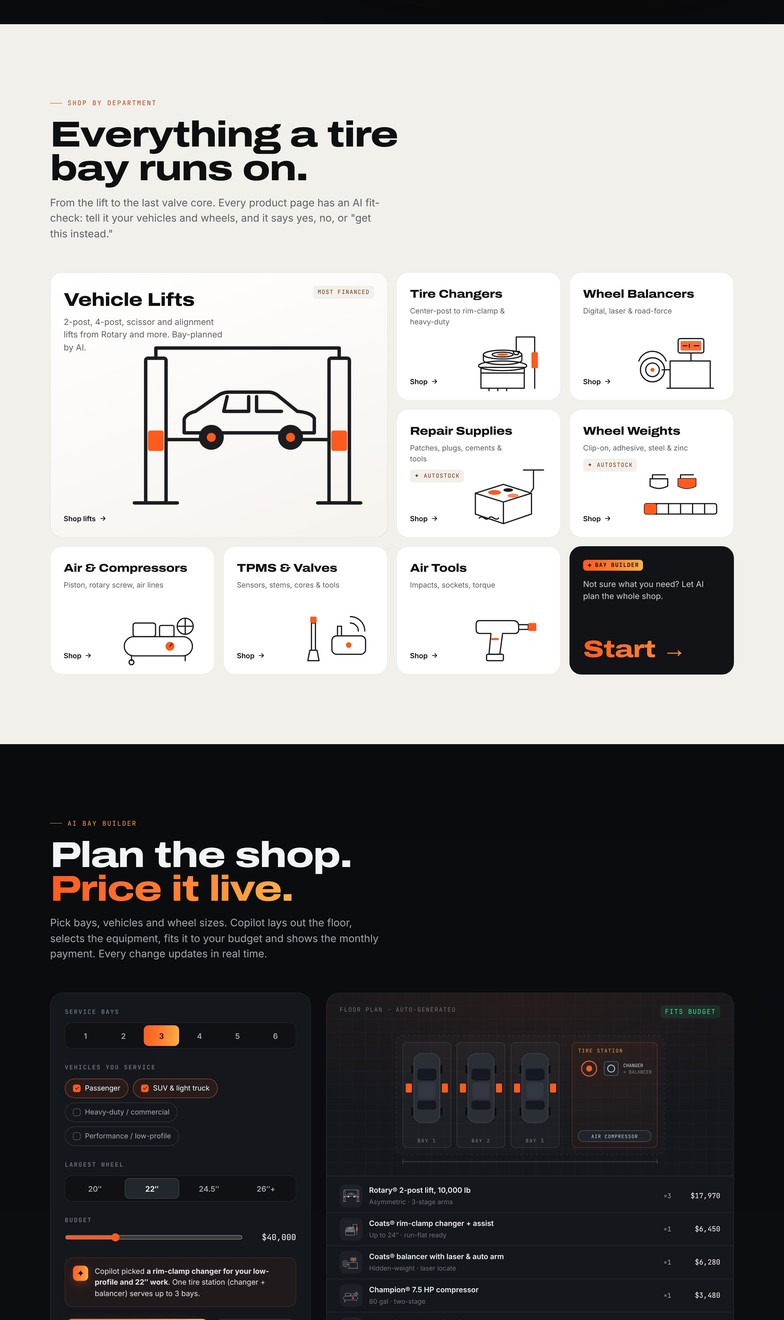 SHOP BY DEPARTMENT
Everything a tire
bay runs on.
From the lift to the last valve core. Every product page has an AI fit-
check: tell it your vehicles and wheels, and it says yes, no, or "get
this instead."
Vehicle Lifts
MOST FINANCED
2-post, 4-post, scissor and alignment
lifts from Rotary and more. Bay-planned
by AI.
Shop lifts →
Tire Changers
Center-post to rim-clamp &
heavy-duty
Shop →
Wheel Balancers
Digital, laser & road-force
Shop →
Repair Supplies
Patches, plugs, cements &
tools
✦ AUTOSTOCK
Shop →
Wheel Weights
Clip-on, adhesive, steel & zinc
✦ AUTOSTOCK
Shop →
Air & Compressors
Piston, rotary screw, air lines
Shop →
TPMS & Valves
Sensors, stems, cores & tools
Shop →
Air Tools
Impacts, sockets, torque
Shop →
✦ BAY BUILDER
Not sure what you need? Let AI
plan the whole shop.
Start →
AI BAY BUILDER
Plan the shop.
Price it live.
Pick bays, vehicles and wheel sizes. Copilot lays out the floor,
selects the equipment, fits it to your budget and shows the monthly
payment. Every change updates in real time.
SERVICE BAYS
1 2 3 4 5 6
VEHICLES YOU SERVICE
Passenger
SUV & light truck
Heavy-duty / commercial
Performance / low-profile
LARGEST WHEEL
20″ 22″ 24.5″ 26″+
BUDGET
$40,000
Copilot picked a rim-clamp changer for your low-
profile and 22″ work. One tire station (changer +
balancer) serves up to 3 bays.
FLOOR PLAN · AUTO-GENERATED
FITS BUDGET
BAY 1
BAY 2
BAY 3
TIRE STATION
CHANGER
+ BALANCER
AIR COMPRESSOR
Rotary® 2-post lift, 10,000 lb
Asymmetric · 3-stage arms
×3 $17,970
Coats® rim-clamp changer + assist
Up to 24″ · run-flat ready
×1 $6,450
Coats® balancer with laser & auto arm
Hidden-weight · laser locate
×1 $6,280
Champion® 7.5 HP compressor
80 gal · two-stage
×1 $3,480